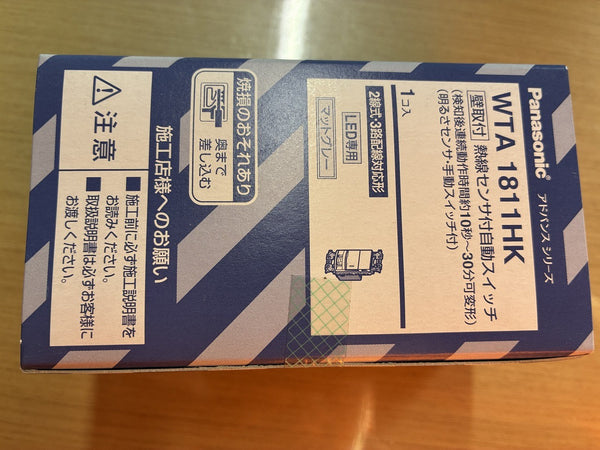 Panasonic アドバンス シリーズ
WTA 1811HK
壁取付 熱線センサ付自動スイッチ
(検知後連続動作時間約10秒~30分可変形)
(明るさセンサ・手動スイッチ付)
1コ入
2線式・3路配線対応形
LED専用
マットグレー
焼損のおそれあり
奥まで
差し込む
施工店様へのお願い
注意
■施工前に必ず施工説明書を
お読みください。
■取扱説明書は必ずお客様に
お渡しください。